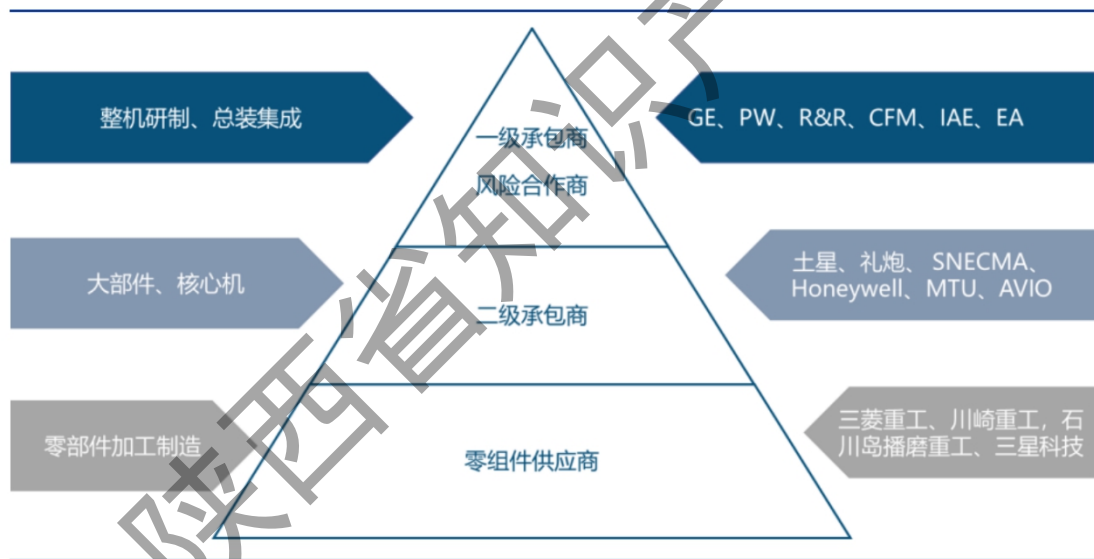 整机研制、总装集成
一级承包商
风险合作商
GE、PW、R&R、CFM、IAE、EA
大部件、核心机
二级承包商
土星、礼炮、 SNECMA、
Honeywell、MTU、AVIO
零部件加工制造
零组件供应商
三菱重工、川崎重工，石
川岛播磨重工、三星科技
陕西省知识产